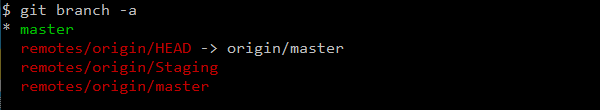 $ git branch -a
* master
remotes/origin/HEAD -> origin/master
remotes/origin/Staging
remotes/origin/master